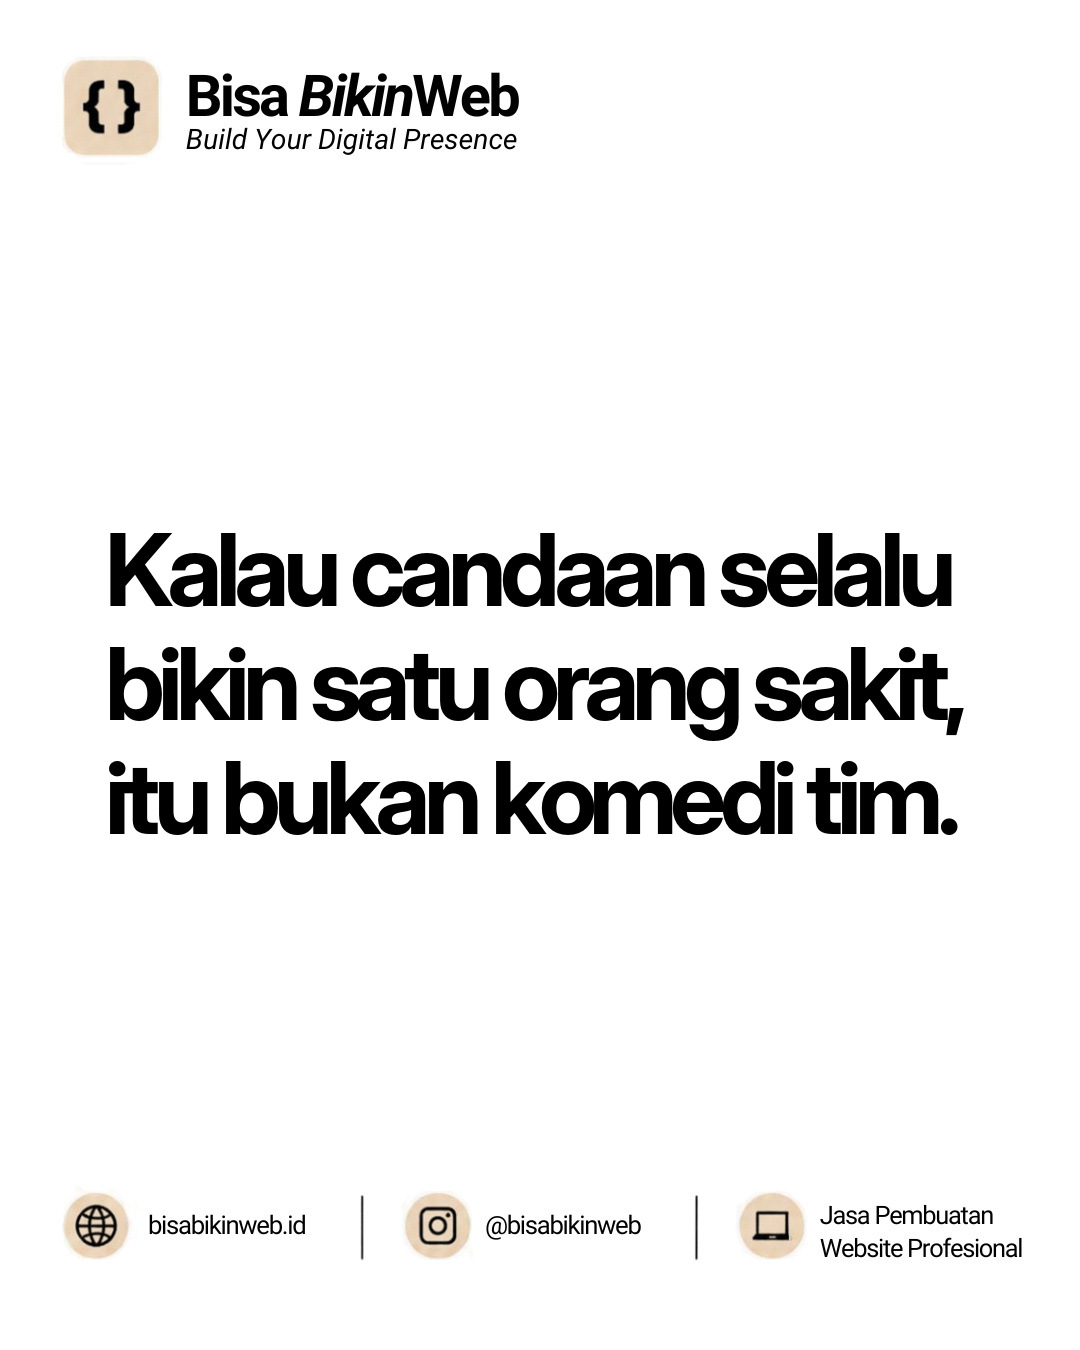 { }
Bisa BikinWeb
Build Your Digital Presence
Kalau candaan selalu
bikin satu orang sakit,
itu bukan komedi tim.
bisabikinweb.id
@bisabikinweb
Jasa Pembuatan
Website Profesional